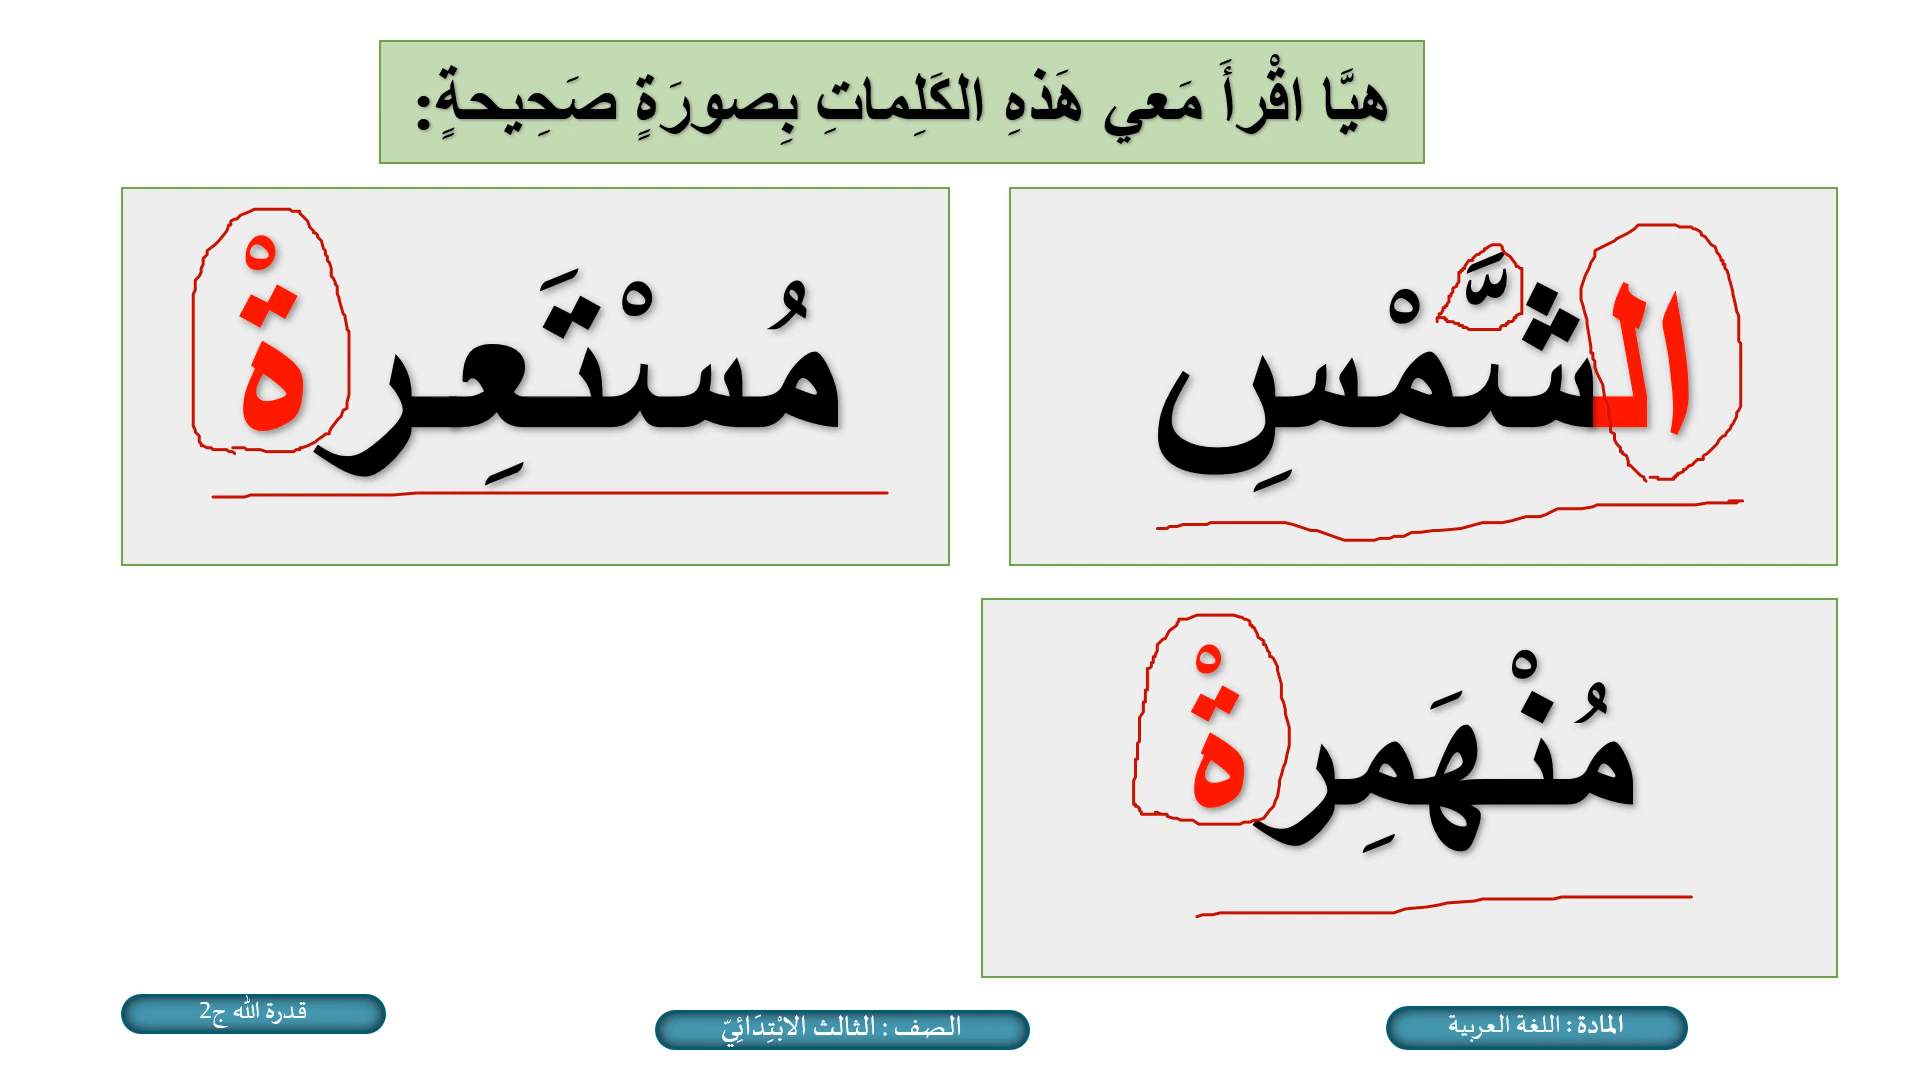 هيَّا اقْرأَ مَعي هَذهِ الكَلِماتِ بِصورَةٍ صَحِيحةٍ:
الشَّمْسِ
مُسْتَعِرةْ
مُنْهَمِرةْ
المادة : اللغة العربية
الصف : الثالث الابْتِدَائِيّ
قدرة الله ج2